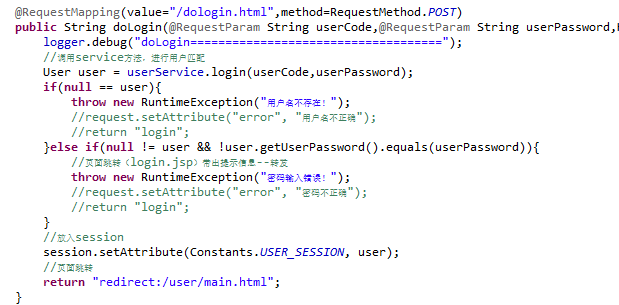 @RequestMapping(value="/dologin.html",method=RequestMethod.POST)
public String doLogin(@RequestParam String userCode,@RequestParam String userPassword,
logger.debug("doLogin====================================");
//调用service方法，进行用户匹配
User user = userService.login(userCode,userPassword);
if(null == user){
throw new RuntimeException("用户名不存在！");
//request.setAttribute("error", "用户名不正确");
//return "login";
}else if(null != user && !user.getUserPassword().equals(userPassword)){
//页面跳转（login.jsp）带出提示信息--转发
throw new RuntimeException("密码输入错误！");
//request.setAttribute("error", "密码不正确");
//return "login";
}
//放入session
session.setAttribute(Constants.USER_SESSION, user);
//页面跳转
return "redirect:/user/main.html";
}